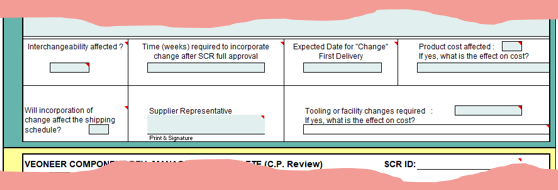 Interchangeability affected ?
Time (weeks) required to incorporate
change after SCR full approval
Expected Date for "Change"
First Delivery
Product cost affected :
If yes, what is the effect on cost?
Will incorporation of
change affect the shipping
schedule?
Supplier Representative
Print & Signature
Tooling or facility changes required :
If yes, what is the effect on cost?
VEONEER (C.P. Review)
SCR ID: